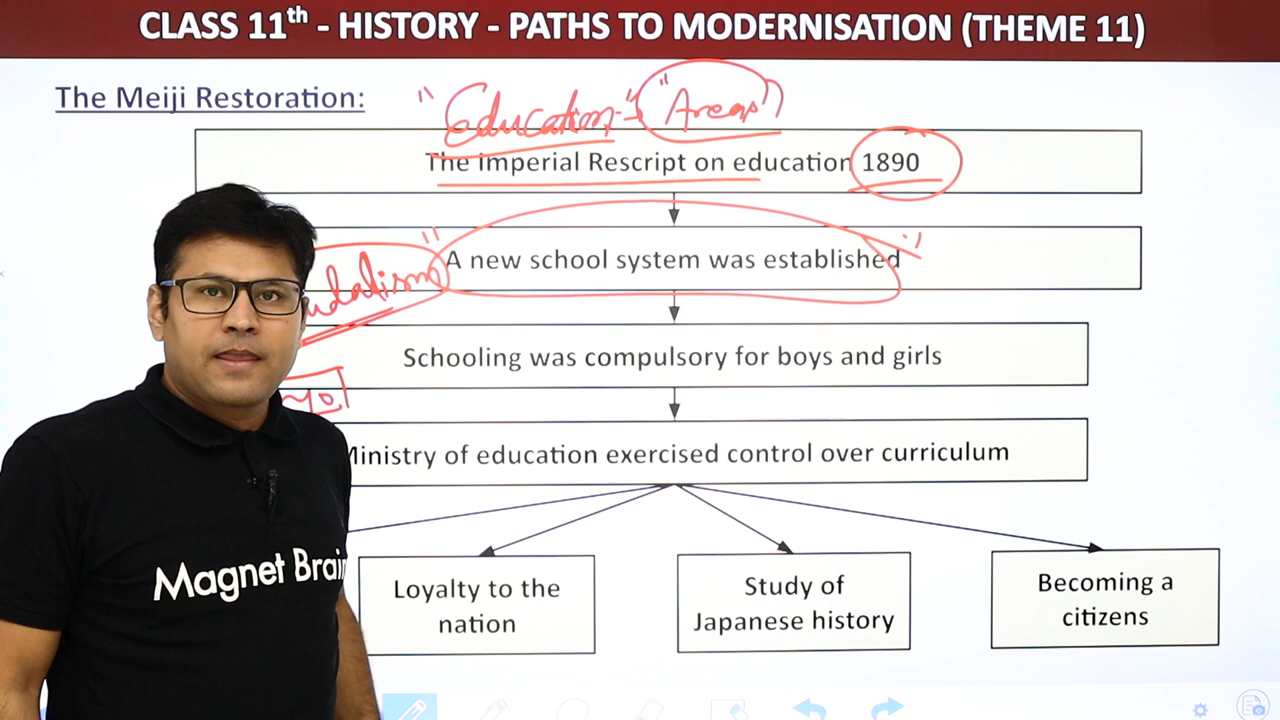 CLASS 11th - HISTORY - PATHS TO MODERNISATION (THEME 11)
The Meiji Restoration:
"Education" → "Areas"
The Imperial Rescript on education 1890
A new school system was established
Schooling was compulsory for boys and girls
Ministry of education exercised control over curriculum
Loyalty to the
nation
Study of
Japanese history
Becoming a
citizens
Magnet Brai